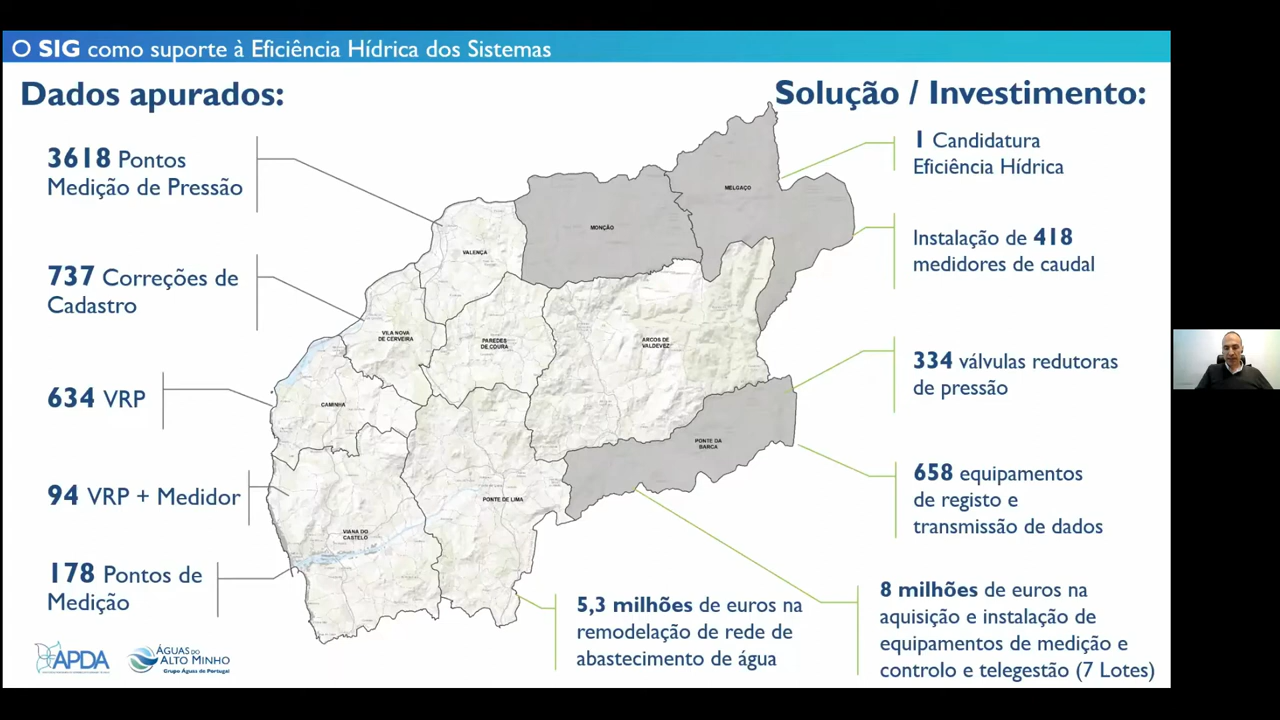 O SIG como suporte à Eficiência Hídrica dos Sistemas
Dados apurados:
3618 Pontos
Medição de Pressão
737 Correções de
Cadastro
634 VRP
94 VRP + Medidor
178 Pontos de
Medição
Solução / Investimento:
1 Candidatura
Eficiência Hídrica
Instalação de 418
medidores de caudal
334 válvulas redutoras
de pressão
658 equipamentos
de registo e
transmissão de dados
8 milhões de euros na
aquisição e instalação de
equipamentos de medição e
controlo e telegestão (7 Lotes)
5,3 milhões de euros na
remodelação de rede de
abastecimento de água
MELGAÇO
MONÇÃO
VALENÇA
VILA NOVA
DE CERVEIRA
PAREDES
DE COURA
ARCOS DE
VALDEVEZ
CAMINHA
PONTE DA
BARCA
PONTE DE LIMA
VIANA DO
CASTELO
APDA
ÁGUAS DO
ALTO MINHO
Grupo Águas de Portugal